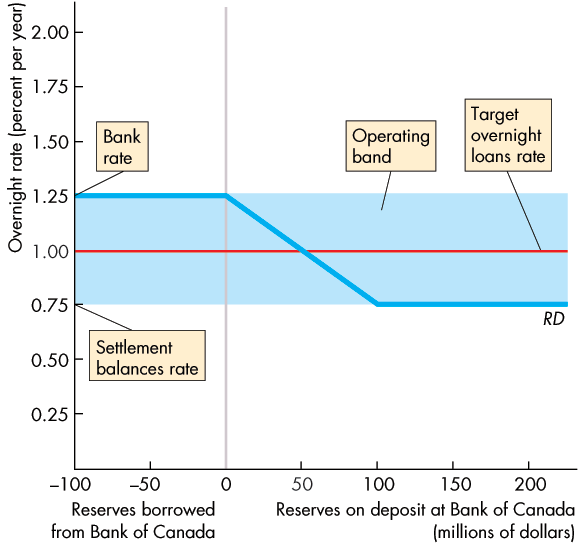 Overnight rate (percent per year)
2.00
1.75
1.50
1.25
1.00
0.75
0.50
0.25
Bank
rate
Operating
band
Target
overnight
loans rate
Settlement
balances rate
RD
–100
–50
0
50
100
150
200
Reserves borrowed
from Bank of Canada
Reserves on deposit at Bank of Canada
(millions of dollars)